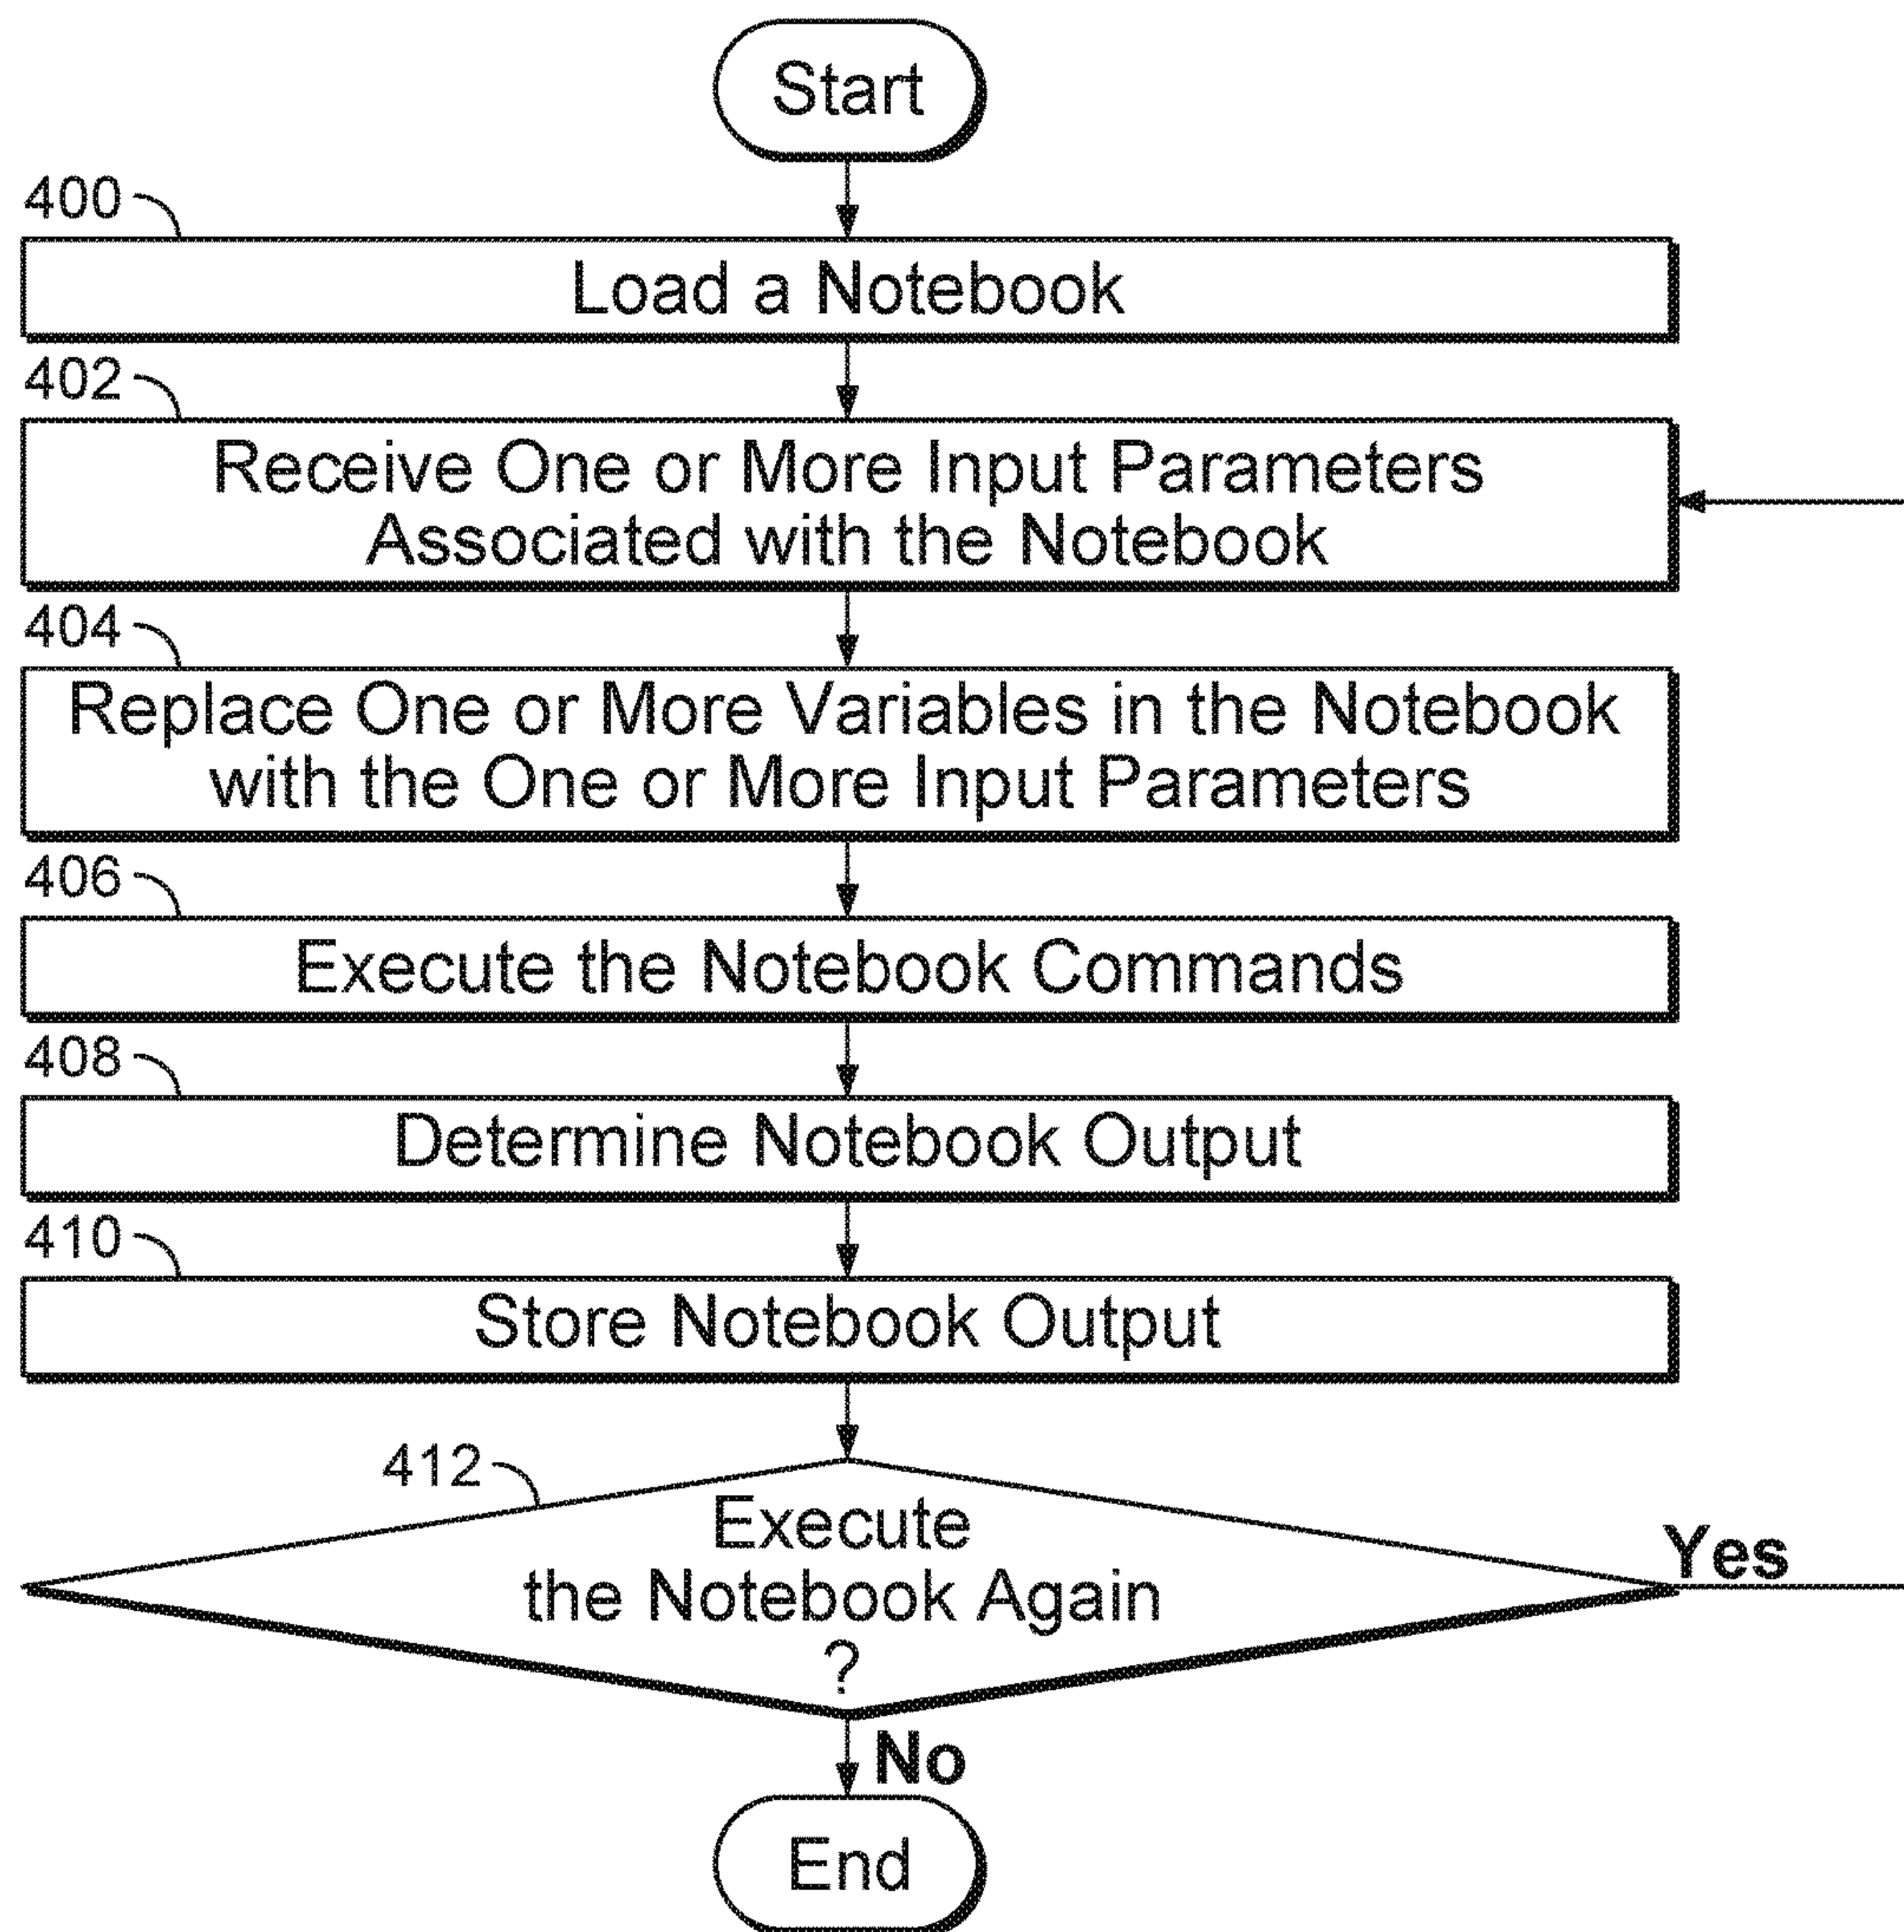 Start
400
Load a Notebook
402
Receive One or More Input Parameters
Associated with the Notebook
404
Replace One or More Variables in the Notebook
with the One or More Input Parameters
406
Execute the Notebook Commands
408
Determine Notebook Output
410
Store Notebook Output
412
Execute
the Notebook Again
?
Yes
No
End